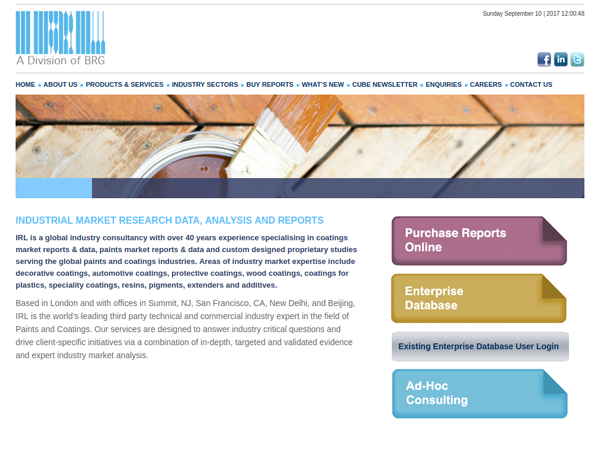 Sunday September 10 | 2017 12:00:48
A Division of BRG
HOME ABOUT US PRODUCTS & SERVICES INDUSTRY SECTORS BUY REPORTS WHAT'S NEW CUBE NEWSLETTER ENQUIRIES CAREERS CONTACT US
INDUSTRIAL MARKET RESEARCH DATA, ANALYSIS AND REPORTS
IRL is a global industry consultancy with over 40 years experience specialising in coatings
market reports & data, paints market reports & data and custom designed proprietary studies
serving the global paints and coatings industries. Areas of industry market expertise include
decorative coatings, automotive coatings, protective coatings, wood coatings, coatings for
plastics, speciality coatings, resins, pigments, extenders and additives.
Based in London and with offices in Summit, NJ, San Francisco, CA, New Delhi, and Beijing,
IRL is the world's leading third party technical and commercial industry expert in the field of
Paints and Coatings. Our services are designed to answer industry critical questions and
drive client-specific initiatives via a combination of in-depth, targeted and validated evidence
and expert industry market analysis.
Purchase Reports
Online
Enterprise
Database
Existing Enterprise Database User Login
Ad-Hoc
Consulting